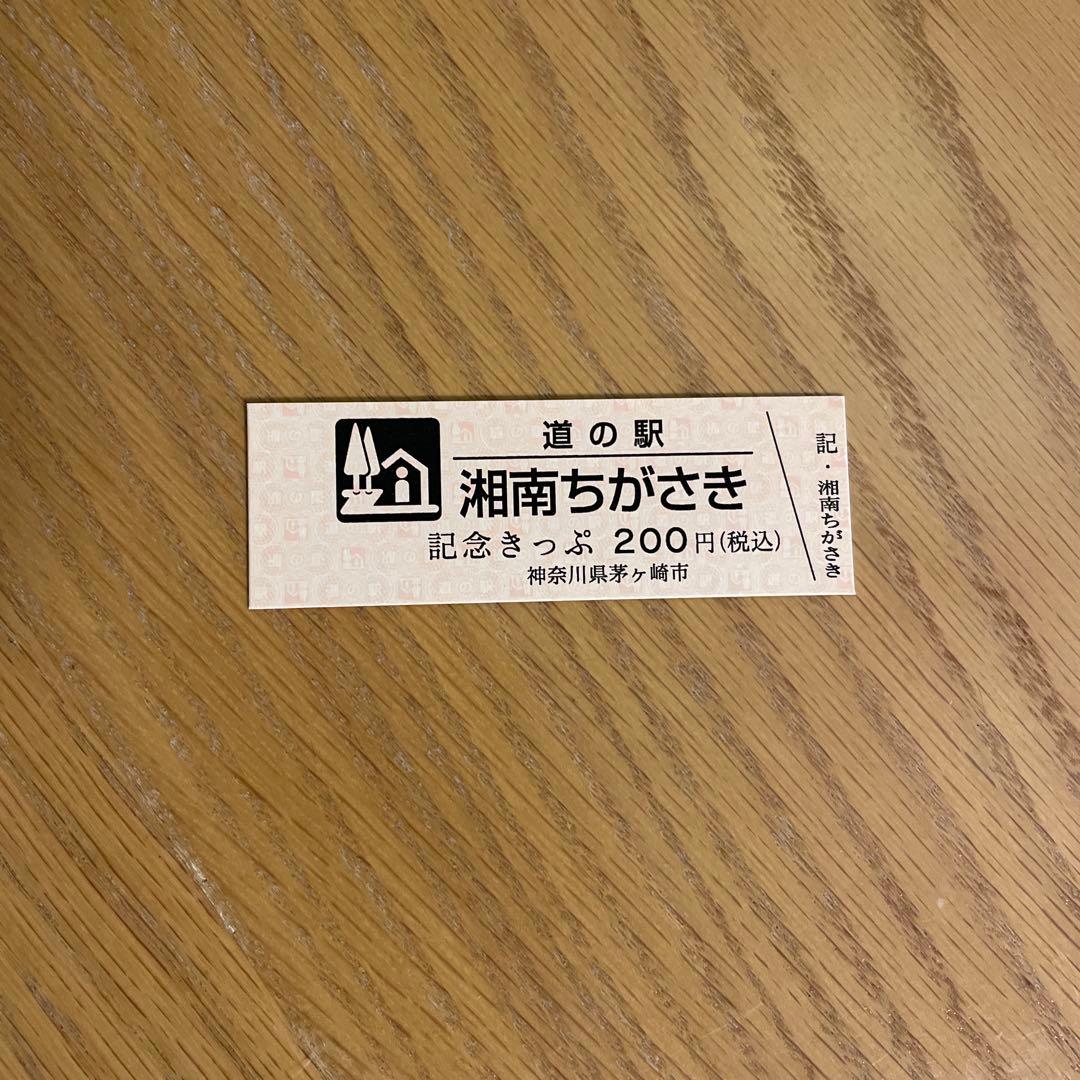 道の駅
湘南ちがさき
記念きっぷ 200円(税込)
神奈川県茅ヶ崎市
記・湘南ちがさき